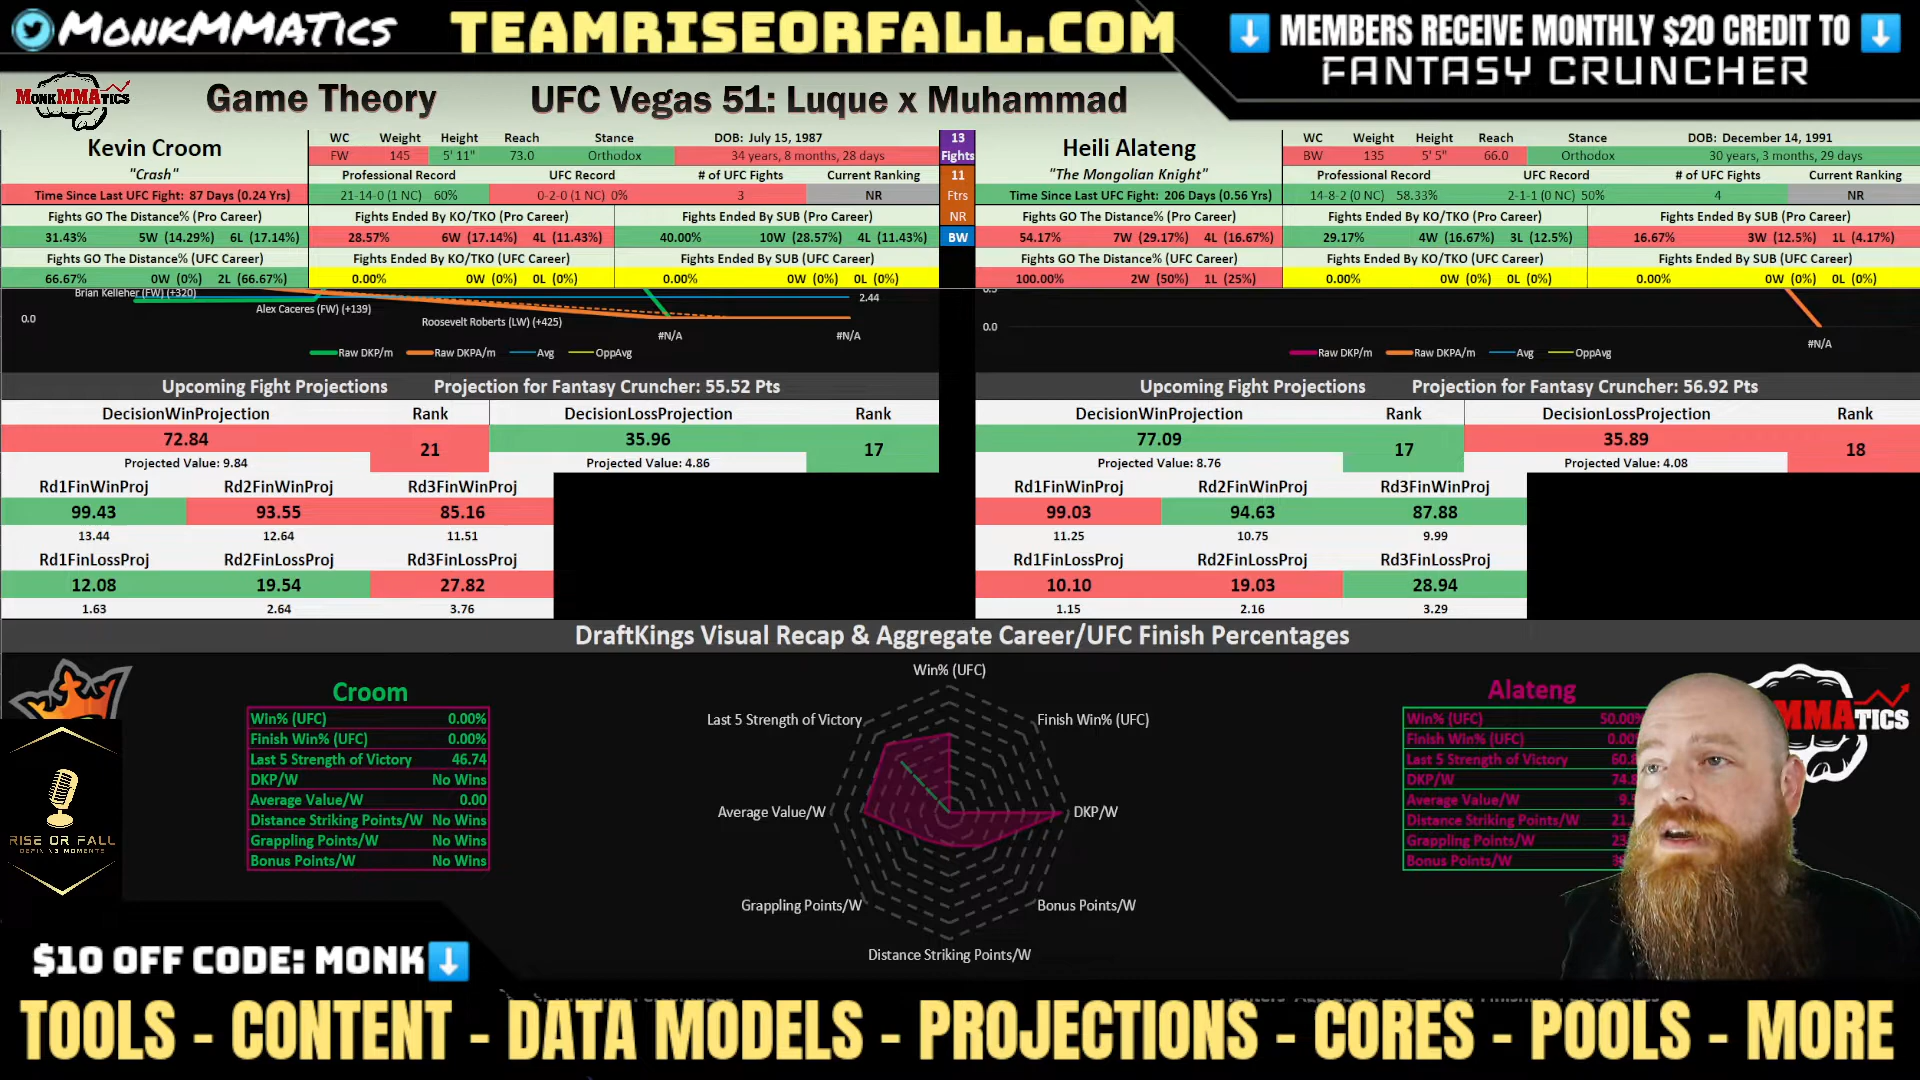 MonkMMAtics
TEAMRISEORFALL.COM
MEMBERS RECEIVE MONTHLY $20 CREDIT TO
FANTASY CRUNCHER
MONKMMATICS
Game Theory
UFC Vegas 51: Luque x Muhammad
Kevin Croom
"Crash"
WC Weight Height Reach Stance DOB: July 15, 1987
FW 145 5' 11" 73.0 Orthodox 34 years, 8 months, 28 days
Professional Record UFC Record # of UFC Fights Current Ranking
Time Since Last UFC Fight: 87 Days (0.24 Yrs) 21-14-0 (1 NC) 60% 0-2-0 (1 NC) 0% 3 NR
Fights GO The Distance% (Pro Career) Fights Ended By KO/TKO (Pro Career) Fights Ended By SUB (Pro Career)
31.43% 5W (14.29%) 6L (17.14%) 28.57% 6W (17.14%) 4L (11.43%) 40.00% 10W (28.57%) 4L (11.43%)
Fights GO The Distance% (UFC Career) Fights Ended By KO/TKO (UFC Career) Fights Ended By SUB (UFC Career)
66.67% 0W (0%) 2L (66.67%) 0.00% 0W (0%) 0L (0%) 0.00% 0W (0%) 0L (0%)
13
Fights
11
Ftrs
NR
BW
Heili Alateng
"The Mongolian Knight"
WC Weight Height Reach Stance DOB: December 14, 1991
BW 135 5' 5" 66.0 Orthodox 30 years, 3 months, 29 days
Professional Record UFC Record # of UFC Fights Current Ranking
Time Since Last UFC Fight: 206 Days (0.56 Yrs) 14-8-2 (0 NC) 58.33% 2-1-1 (0 NC) 50% 4 NR
Fights GO The Distance% (Pro Career) Fights Ended By KO/TKO (Pro Career) Fights Ended By SUB (Pro Career)
54.17% 7W (29.17%) 4L (16.67%) 29.17% 4W (16.67%) 3L (12.5%) 16.67% 3W (12.5%) 1L (4.17%)
Fights GO The Distance% (UFC Career) Fights Ended By KO/TKO (UFC Career) Fights Ended By SUB (UFC Career)
100.00% 2W (50%) 1L (25%) 0.00% 0W (0%) 0L (0%) 0.00% 0W (0%) 0L (0%)
Brian Kelleher (FW) (+320)
2.44
Alex Caceres (FW) (+139)
0.0
Roosevelt Roberts (LW) (+425)
#N/A #N/A
Raw DKP/m Raw DKPA/m Avg OppAvg
0.0
#N/A
Raw DKP/m Raw DKPA/m Avg OppAvg
Upcoming Fight Projections Projection for Fantasy Cruncher: 55.52 Pts
DecisionWinProjection Rank DecisionLossProjection Rank
72.84 21 35.96 17
Projected Value: 9.84 Projected Value: 4.86
Rd1FinWinProj Rd2FinWinProj Rd3FinWinProj
99.43 93.55 85.16
13.44 12.64 11.51
Rd1FinLossProj Rd2FinLossProj Rd3FinLossProj
12.08 19.54 27.82
1.63 2.64 3.76
Upcoming Fight Projections Projection for Fantasy Cruncher: 56.92 Pts
DecisionWinProjection Rank DecisionLossProjection Rank
77.09 17 35.89 18
Projected Value: 8.76 Projected Value: 4.08
Rd1FinWinProj Rd2FinWinProj Rd3FinWinProj
99.03 94.63 87.88
11.25 10.75 9.99
Rd1FinLossProj Rd2FinLossProj Rd3FinLossProj
10.10 19.03 28.94
1.15 2.16 3.29
DraftKings Visual Recap & Aggregate Career/UFC Finish Percentages
Croom
Win% (UFC) 0.00%
Finish Win% (UFC) 0.00%
Last 5 Strength of Victory 46.74
DKP/W No Wins
Average Value/W 0.00
Distance Striking Points/W No Wins
Grappling Points/W No Wins
Bonus Points/W No Wins
Win% (UFC)
Last 5 Strength of Victory
Finish Win% (UFC)
Average Value/W
DKP/W
Grappling Points/W
Bonus Points/W
Distance Striking Points/W
Alateng
Win% (UFC) 50.00%
Finish Win% (UFC)
Last 5 Strength of Victory
DKP/W
Average Value/W
Distance Striking Points/W
Grappling Points/W
Bonus Points/W
MMATICS
RISE OR FALL
$10 OFF CODE: MONK
TOOLS - CONTENT - DATA MODELS - PROJECTIONS - CORES - POOLS - MORE